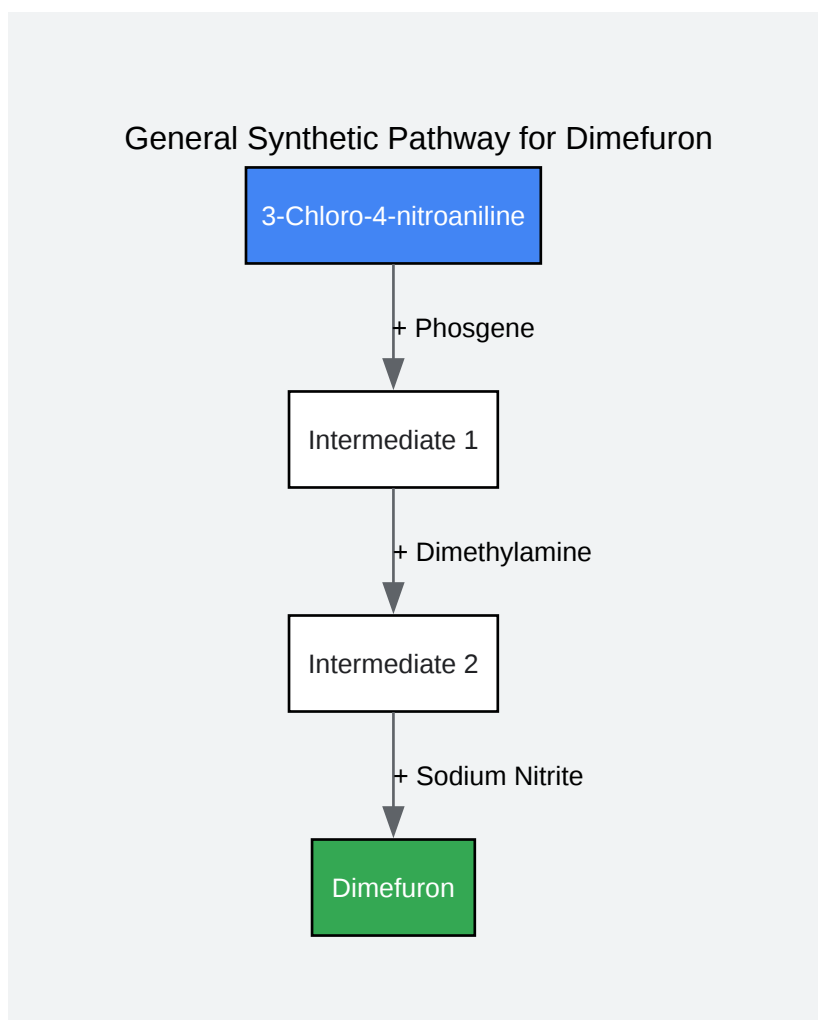 General Synthetic Pathway for Dimefuron
3-Chloro-4-nitroaniline
+ Phosgene
Intermediate 1
+ Dimethylamine
Intermediate 2
+ Sodium Nitrite
Dimefuron